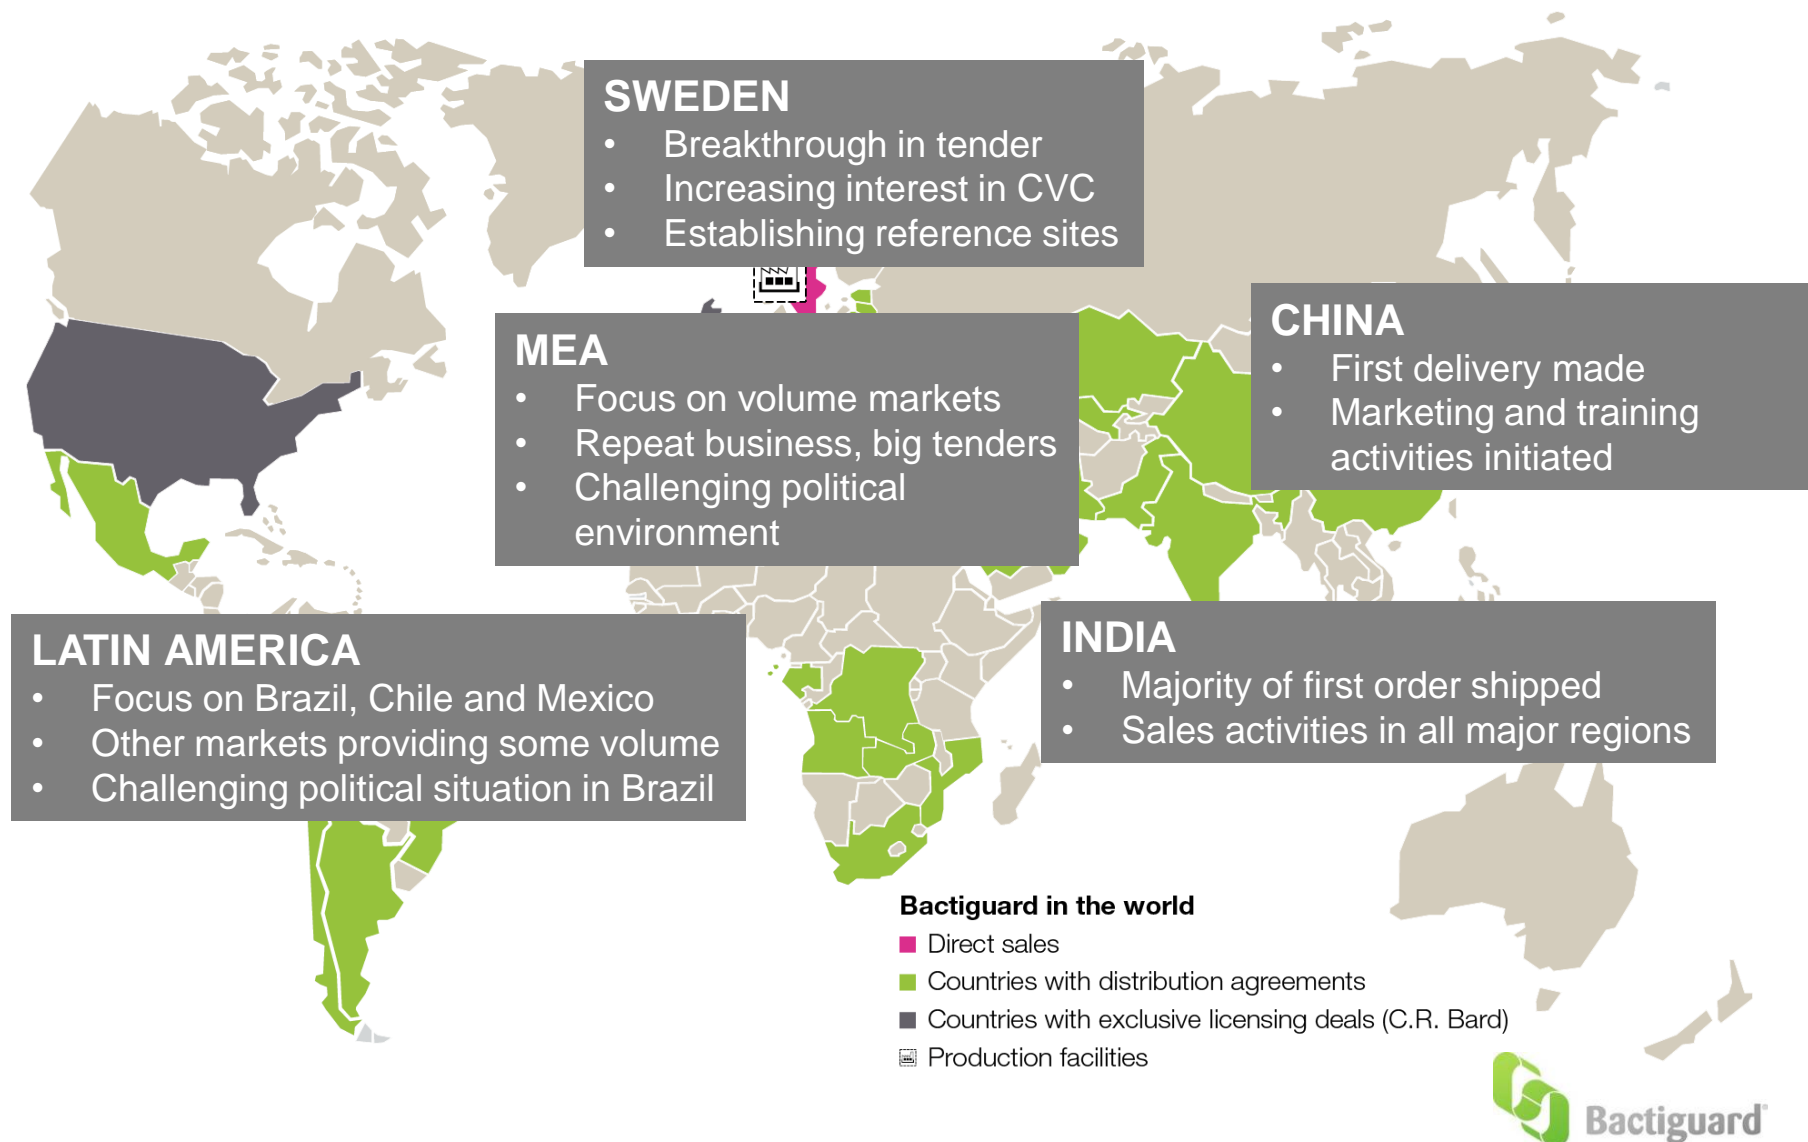 SWEDEN
• Breakthrough in tender
• Increasing interest in CVC
• Establishing reference sites
MEA
• Focus on volume markets
• Repeat business, big tenders
• Challenging political
environment
CHINA
• First delivery made
• Marketing and training
activities initiated
LATIN AMERICA
• Focus on Brazil, Chile and Mexico
• Other markets providing some volume
• Challenging political situation in Brazil
INDIA
• Majority of first order shipped
• Sales activities in all major regions
Bactiguard in the world
Direct sales
Countries with distribution agreements
Countries with exclusive licensing deals (C.R. Bard)
Production facilities
Bactiguard